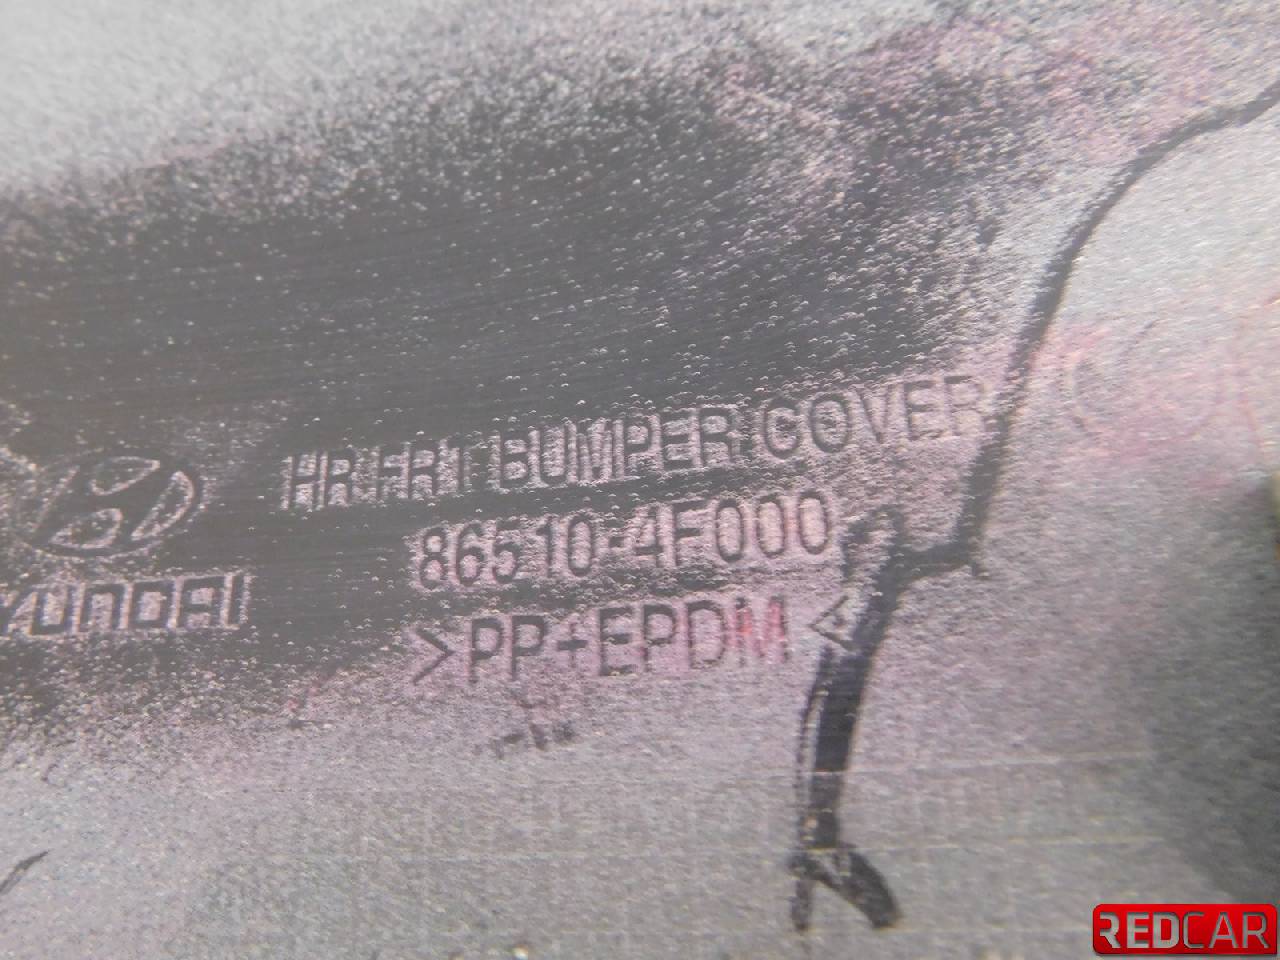 HR FRT BUMPER COVER
86510-4F000
>PP+EPDM<
HYUNDAI
REDCAR